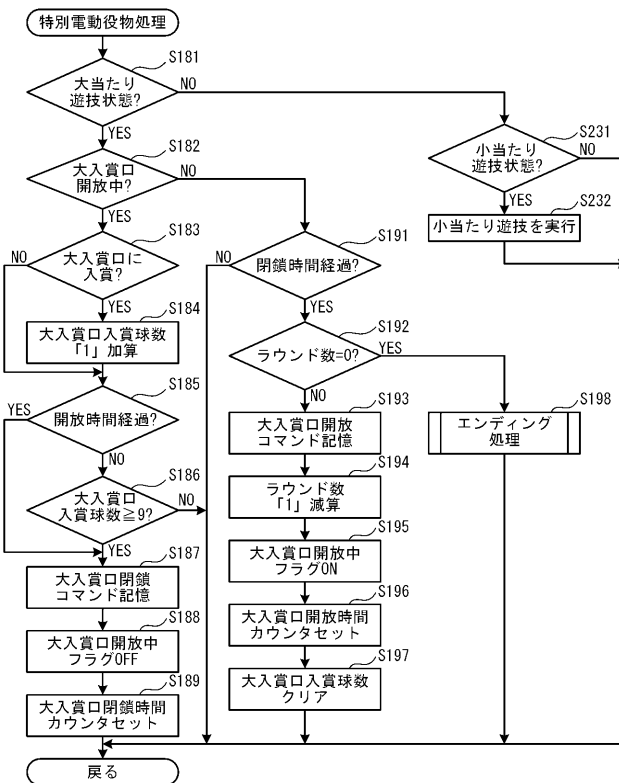 特別電動役物処理
S181
大当たり
遊技状態?
NO
YES
S182
大入賞口
開放中?
NO
YES
S183
大入賞口に
入賞?
NO
YES
S184
大入賞口入賞球数
「1」加算
S185
開放時間経過?
YES
NO
S186
大入賞口
入賞球数≧9?
NO
YES
S187
大入賞口閉鎖
コマンド記憶
S188
大入賞口開放中
フラグOFF
S189
大入賞口閉鎖時間
カウンタセット
戻る
S191
閉鎖時間経過?
NO
YES
S192
ラウンド数=0?
YES
NO
S193
大入賞口開放
コマンド記憶
S194
ラウンド数
「1」減算
S195
大入賞口開放中
フラグON
S196
大入賞口開放時間
カウンタセット
S197
大入賞口入賞球数
クリア
S198
エンディング
処理
S231
小当たり
遊技状態?
NO
YES
S232
小当たり遊技を実行